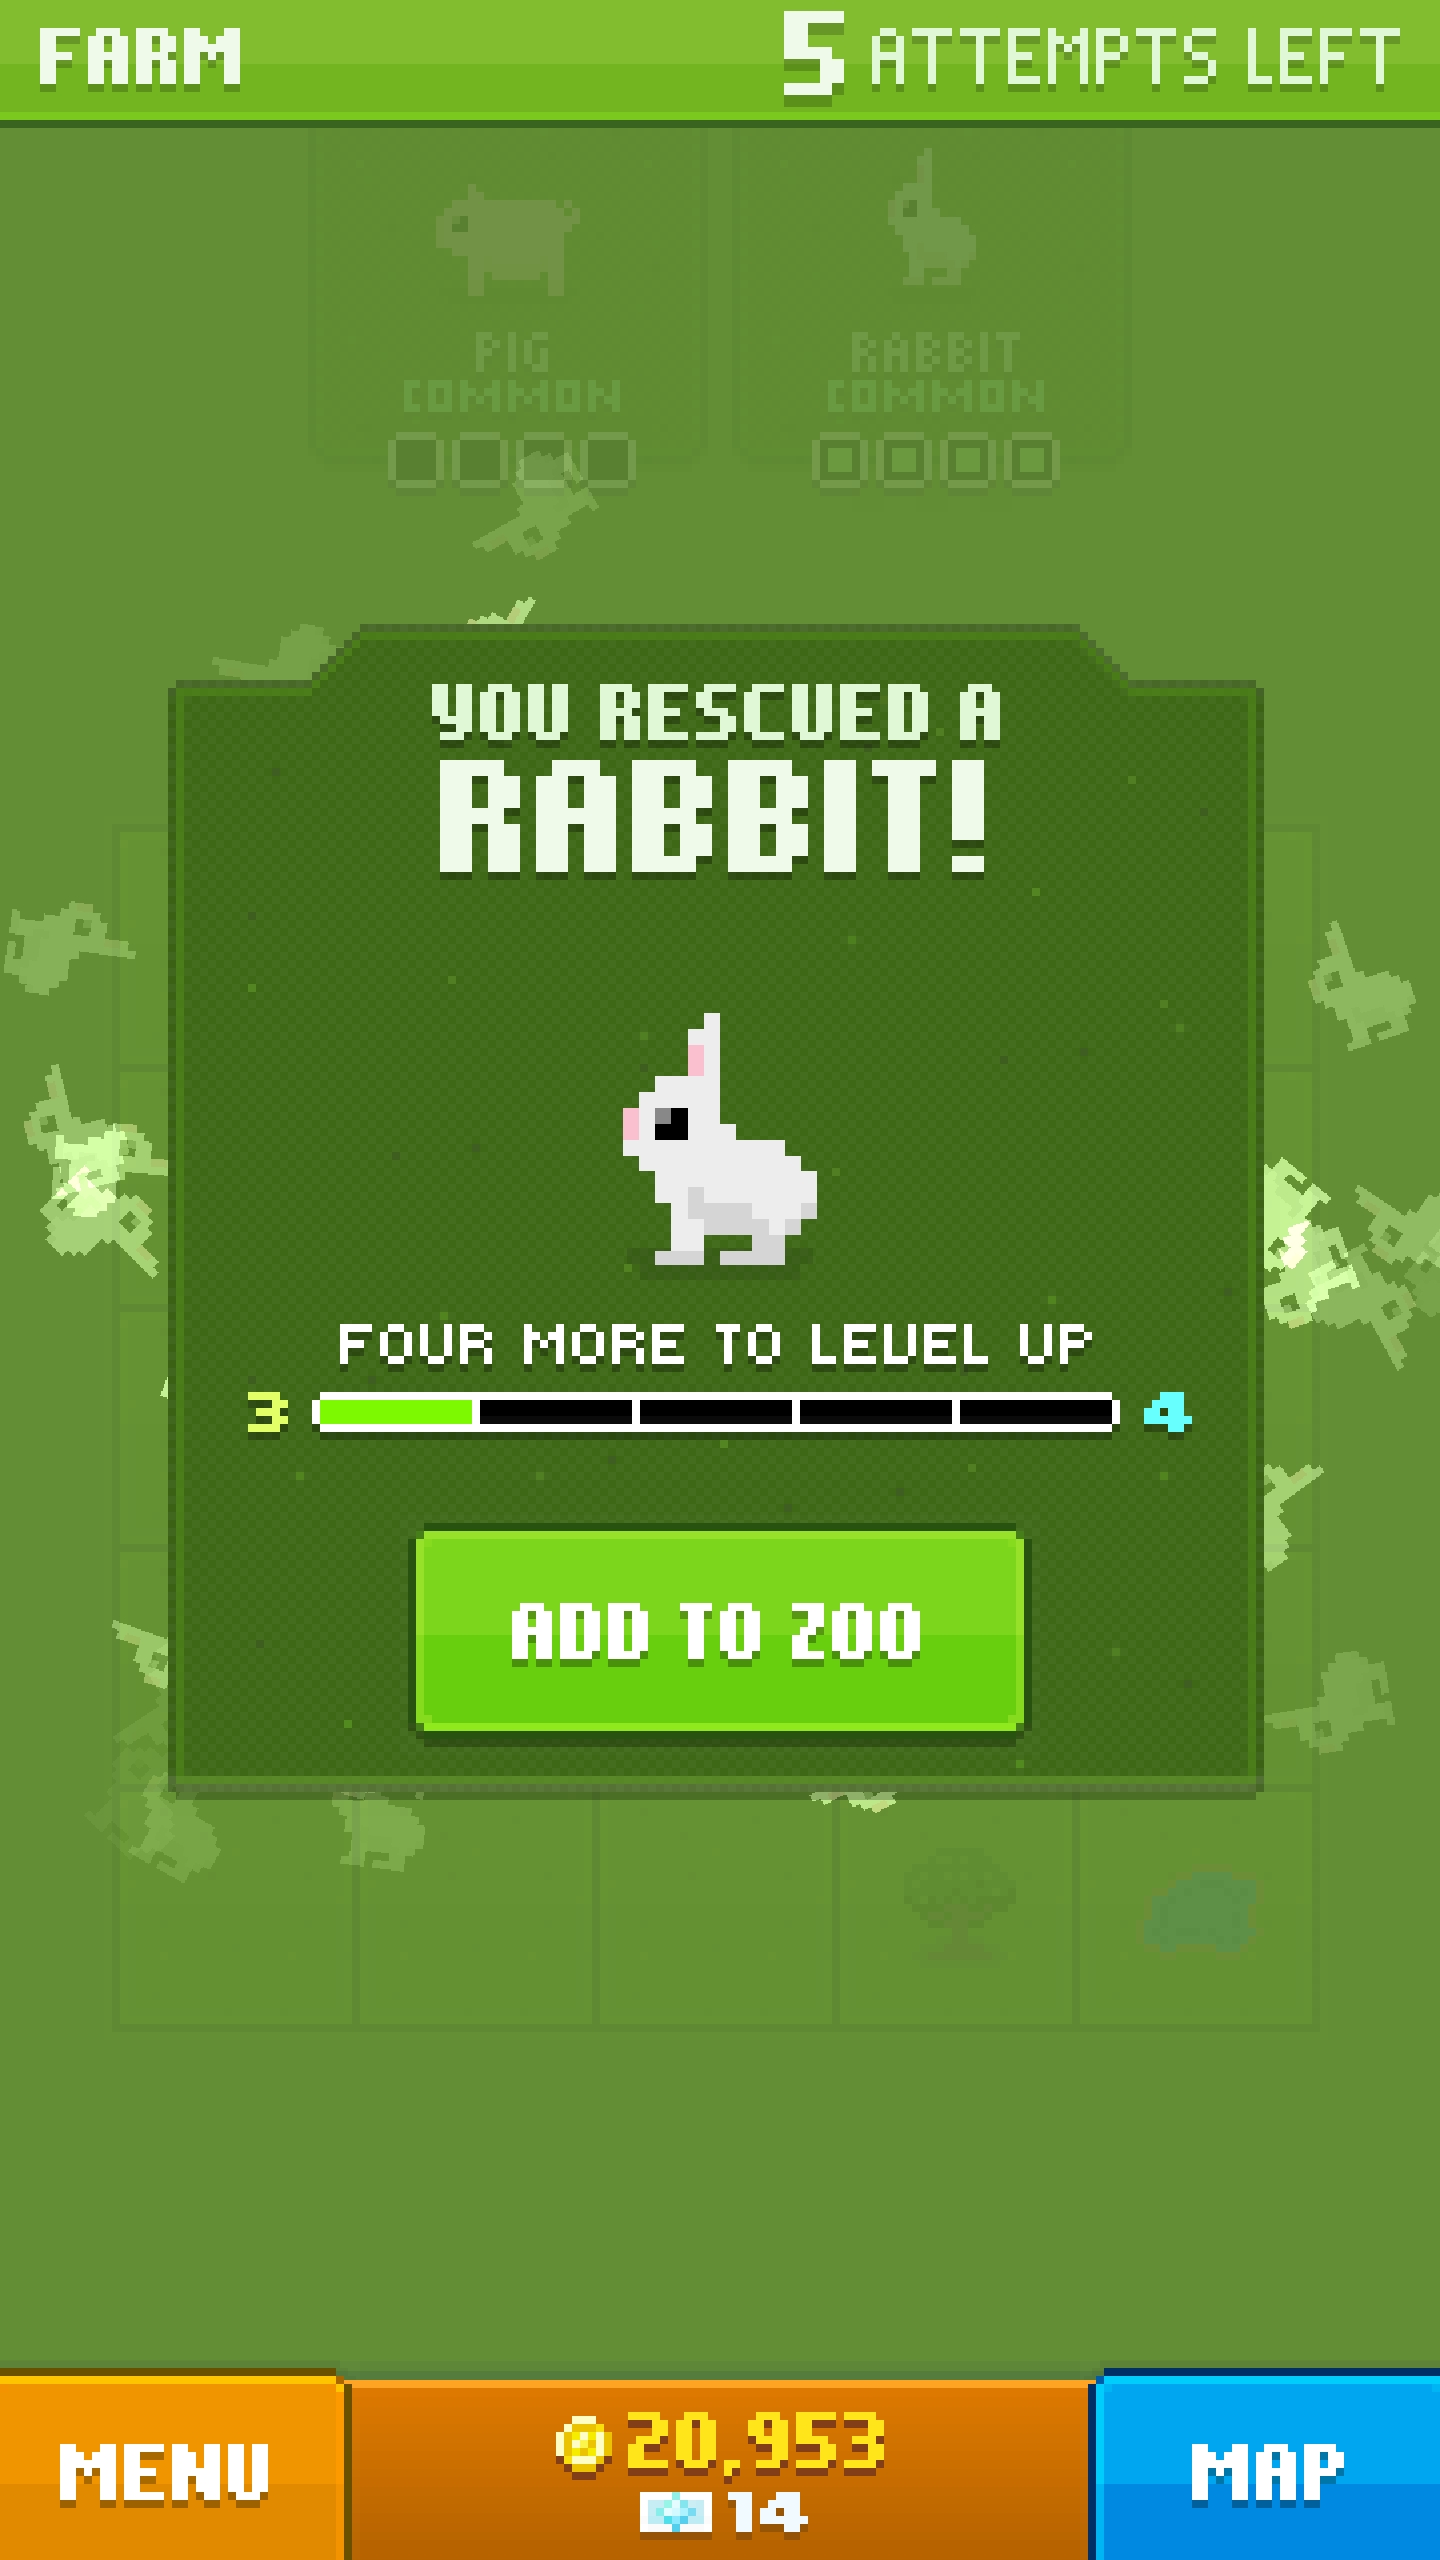 FARM
5 ATTEMPTS LEFT
PIG
COMMON
RABBIT
COMMON
YOU RESCUED A
RABBIT!
FOUR MORE TO LEVEL UP
3
4
ADD TO ZOO
MENU
20,953
14
MAP